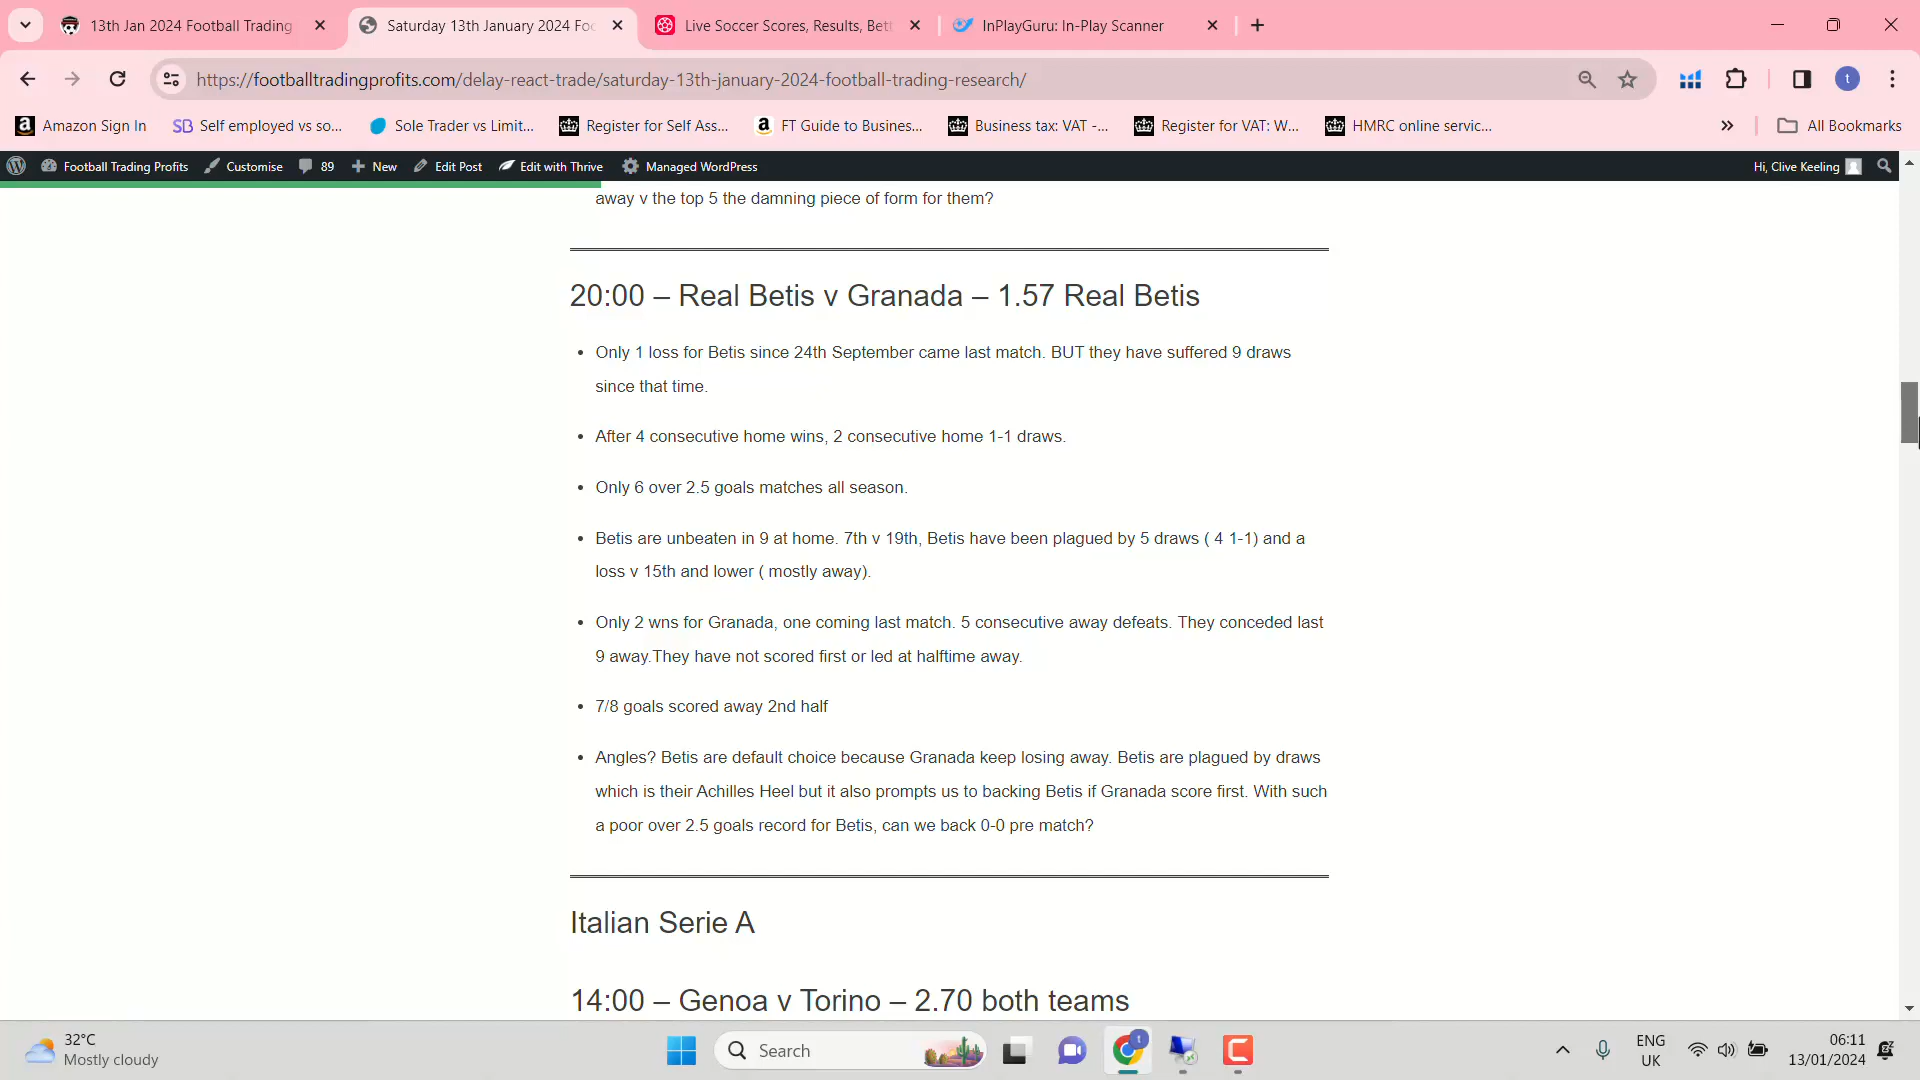 13th Jan 2024 Football Trading
Saturday 13th January 2024 Foo
Live Soccer Scores, Results, Bett
InPlayGuru: In-Play Scanner
https://footballtradingprofits.com/delay-react-trade/saturday-13th-january-2024-football-trading-research/
t
Amazon Sign In
Self employed vs so...
Sole Trader vs Limit...
Register for Self Ass...
FT Guide to Busines...
Business tax: VAT -...
Register for VAT: W...
HMRC online servic...
All Bookmarks
Football Trading Profits
Customise
89
New
Edit Post
Edit with Thrive
Managed WordPress
Hi, Clive Keeling
away v the top 5 the damning piece of form for them?
20:00 – Real Betis v Granada – 1.57 Real Betis
• Only 1 loss for Betis since 24th September came last match. BUT they have suffered 9 draws
since that time.
• After 4 consecutive home wins, 2 consecutive home 1-1 draws.
• Only 6 over 2.5 goals matches all season.
• Betis are unbeaten in 9 at home. 7th v 19th, Betis have been plagued by 5 draws ( 4 1-1) and a
loss v 15th and lower ( mostly away).
• Only 2 wns for Granada, one coming last match. 5 consecutive away defeats. They conceded last
9 away.They have not scored first or led at halftime away.
• 7/8 goals scored away 2nd half
• Angles? Betis are default choice because Granada keep losing away. Betis are plagued by draws
which is their Achilles Heel but it also prompts us to backing Betis if Granada score first. With such
a poor over 2.5 goals record for Betis, can we back 0-0 pre match?
Italian Serie A
14:00 – Genoa v Torino – 2.70 both teams
32°C
Mostly cloudy
Search
ENG
UK
06:11
13/01/2024